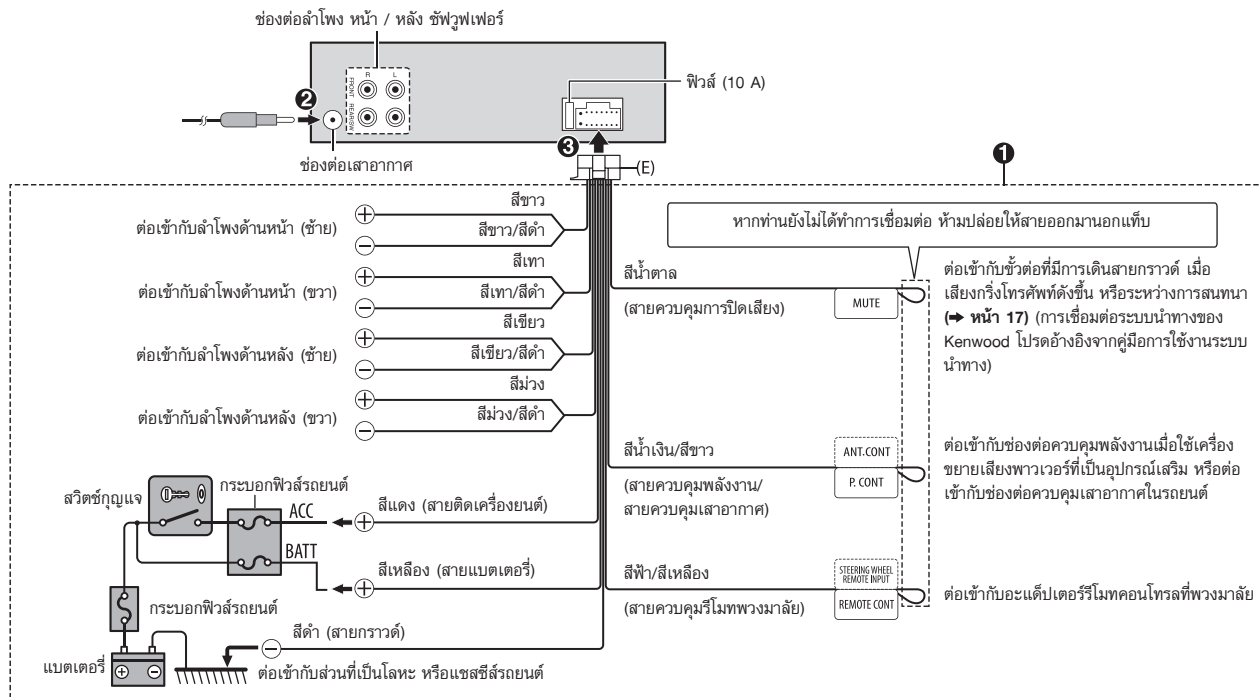 ช่องต่อลำโพง หน้า / หลัง ซัฟวูฟเฟอร์
R L
FRONT
REAR/SW
ฟิวส์ (10 A)
2
ช่องต่อเสาอากาศ
3
(E)
1
สีขาว
ต่อเข้ากับลำโพงด้านหน้า (ซ้าย)
สีขาว/สีดำ
สีเทา
ต่อเข้ากับลำโพงด้านหน้า (ขวา)
สีเทา/สีดำ
สีเขียว
ต่อเข้ากับลำโพงด้านหลัง (ซ้าย)
สีเขียว/สีดำ
สีม่วง
ต่อเข้ากับลำโพงด้านหลัง (ขวา)
สีม่วง/สีดำ
หากท่านยังไม่ได้ทำการเชื่อมต่อ ห้ามปล่อยให้สายออกมานอกแท็บ
สีน้ำตาล
(สายควบคุมการปิดเสียง)
MUTE
ต่อเข้ากับขั้วต่อที่มีการเดินสายกราวด์ เมื่อ
เสียงกริ่งโทรศัพท์ดังขึ้น หรือระหว่างการสนทนา
(➡ หน้า 17) (การเชื่อมต่อระบบนำทางของ
Kenwood โปรดอ้างอิงจากคู่มือการใช้งานระบบ
นำทาง)
สีน้ำเงิน/สีขาว
(สายควบคุมพลังงาน/
สายควบคุมเสาอากาศ)
ANT.CONT
P. CONT
ต่อเข้ากับช่องต่อควบคุมพลังงานเมื่อใช้เครื่อง
ขยายเสียงพาวเวอร์ที่เป็นอุปกรณ์เสริม หรือต่อ
เข้ากับช่องต่อควบคุมเสาอากาศในรถยนต์
สวิตช์กุญแจ
กระบอกฟิวส์รถยนต์
ACC
สีแดง (สายติดเครื่องยนต์)
BATT
สีเหลือง (สายแบตเตอรี่)
สีฟ้า/สีเหลือง
(สายควบคุมรีโมทพวงมาลัย)
STEERING WHEEL
REMOTE INPUT
REMOTE CONT
ต่อเข้ากับอะแด็ปเตอร์รีโมทคอนโทรลที่พวงมาลัย
กระบอกฟิวส์รถยนต์
สีดำ (สายกราวด์)
แบตเตอรี่
ต่อเข้ากับส่วนที่เป็นโลหะ หรือแชสซีส์รถยนต์